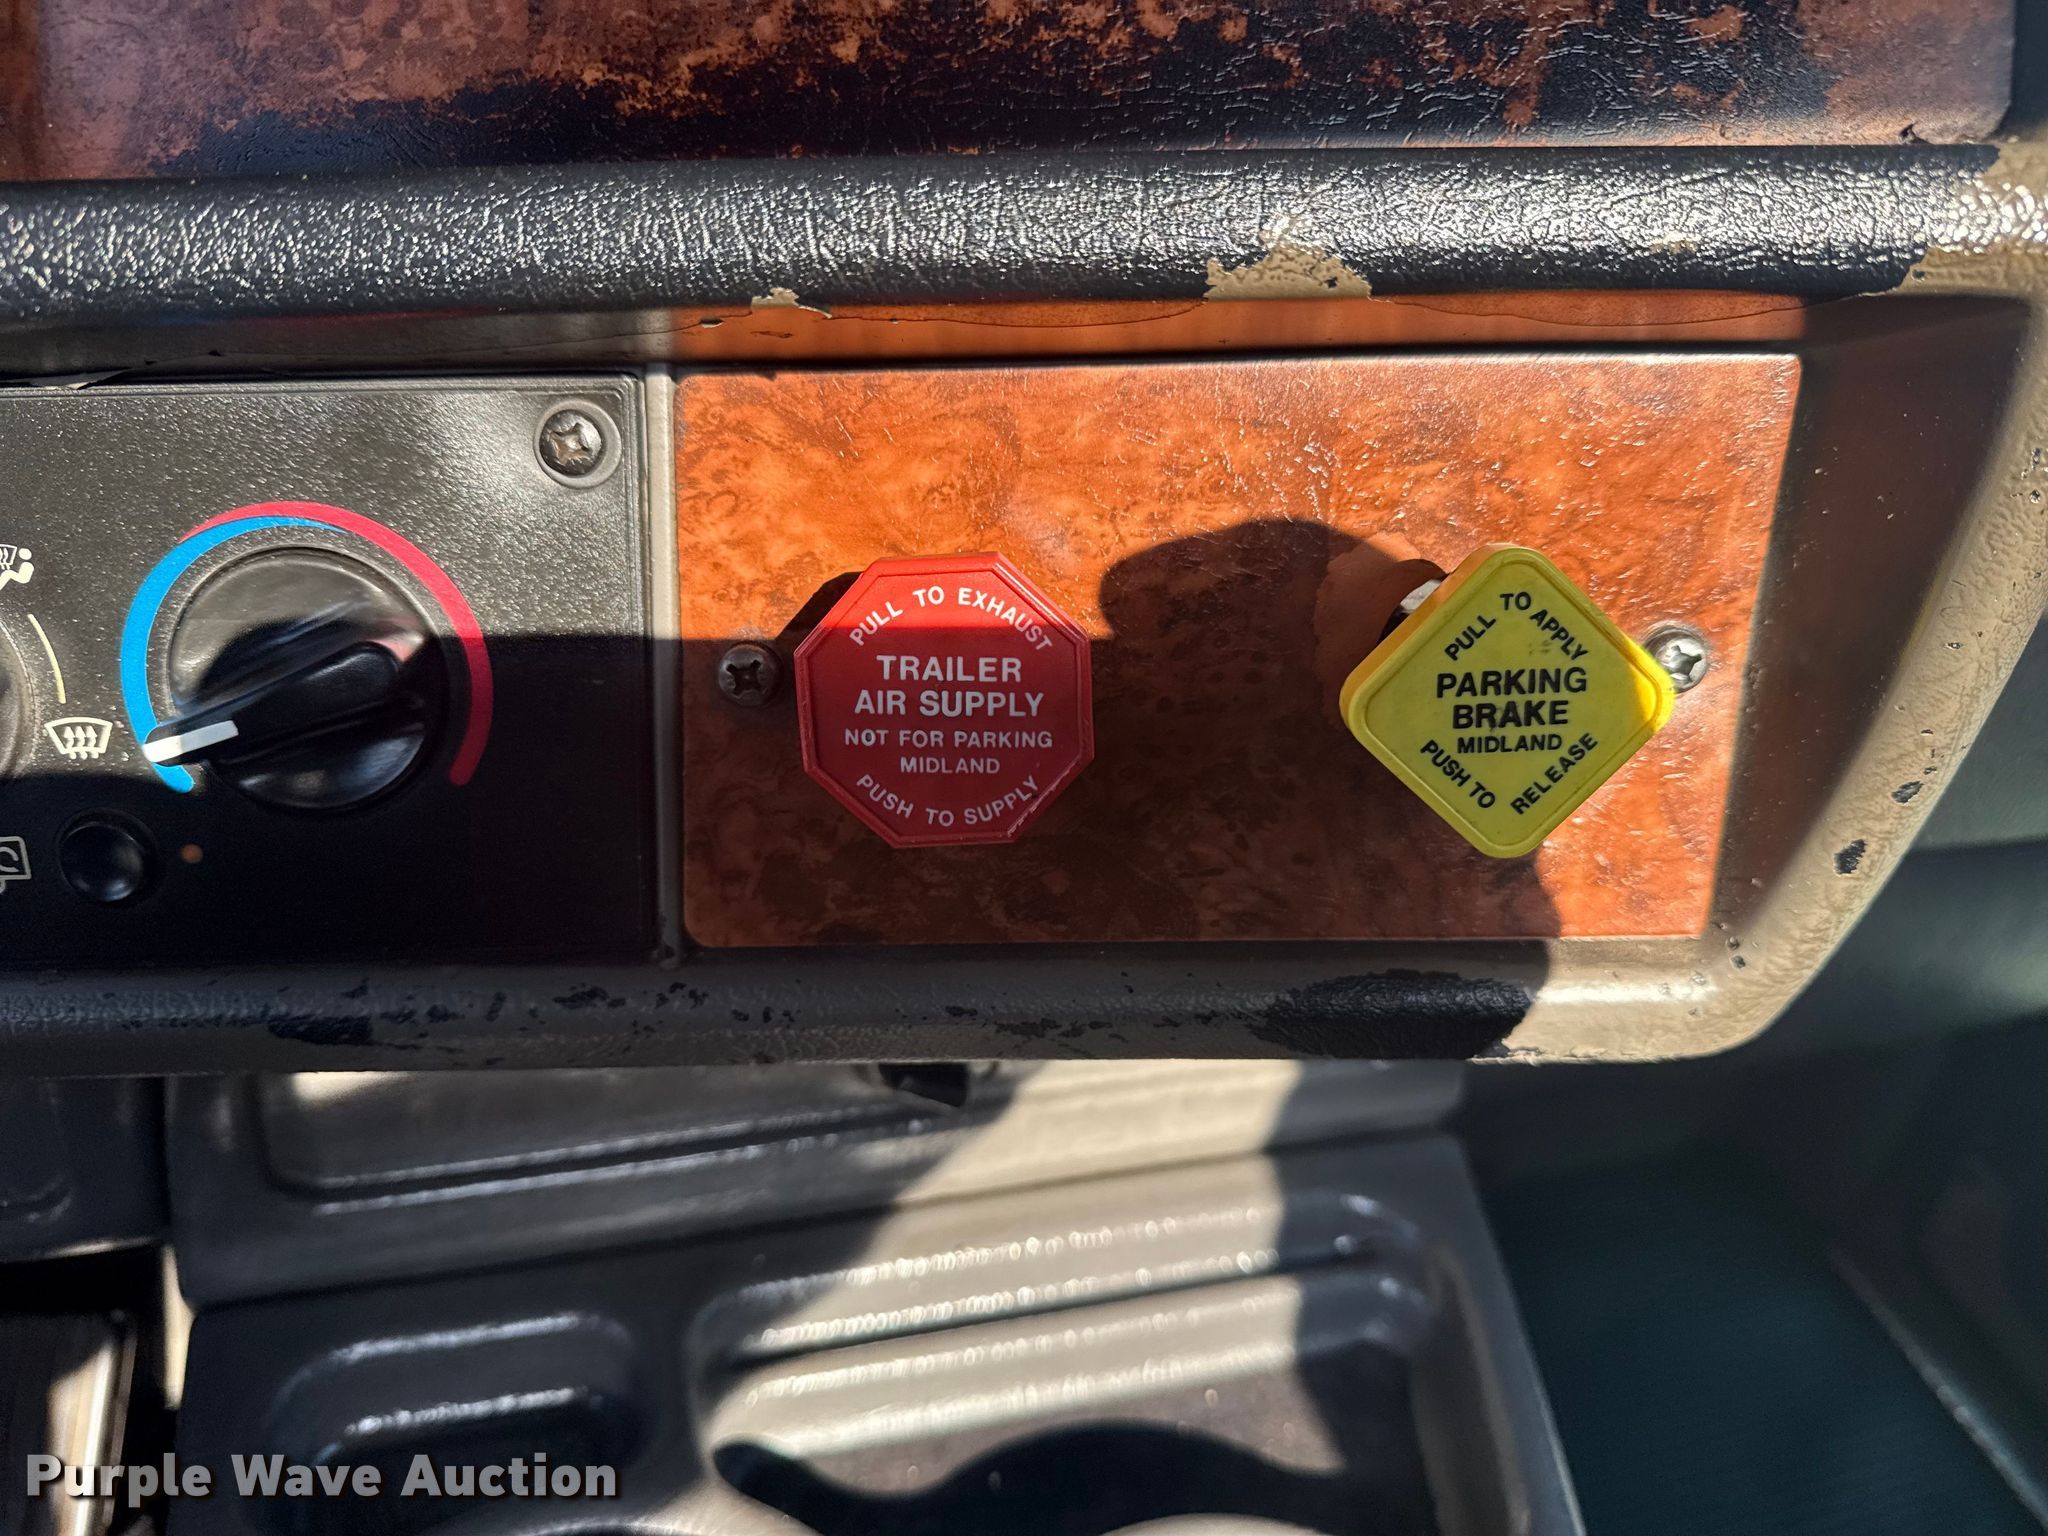 PULL TO EXHAUST
TRAILER
AIR SUPPLY
NOT FOR PARKING
MIDLAND
PUSH TO SUPPLY
PULL TO APPLY
PARKING
BRAKE
MIDLAND
PUSH TO RELEASE
Purple Wave Auction